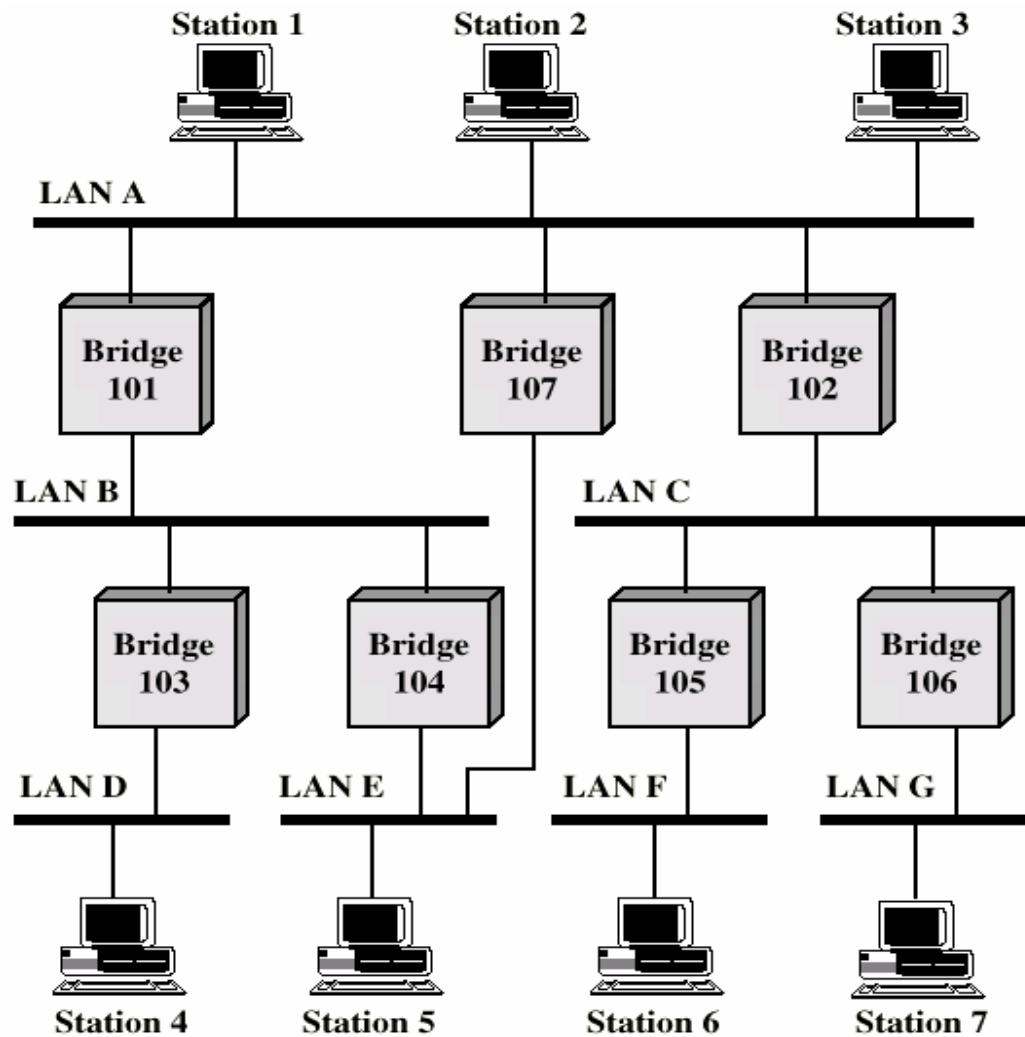 Station 1 Station 2 Station 3
LAN A
Bridge
101
Bridge
107
Bridge
102
LAN B LAN C
Bridge
103
Bridge
104
Bridge
105
Bridge
106
LAN D LAN E LAN F LAN G
Station 4 Station 5 Station 6 Station 7